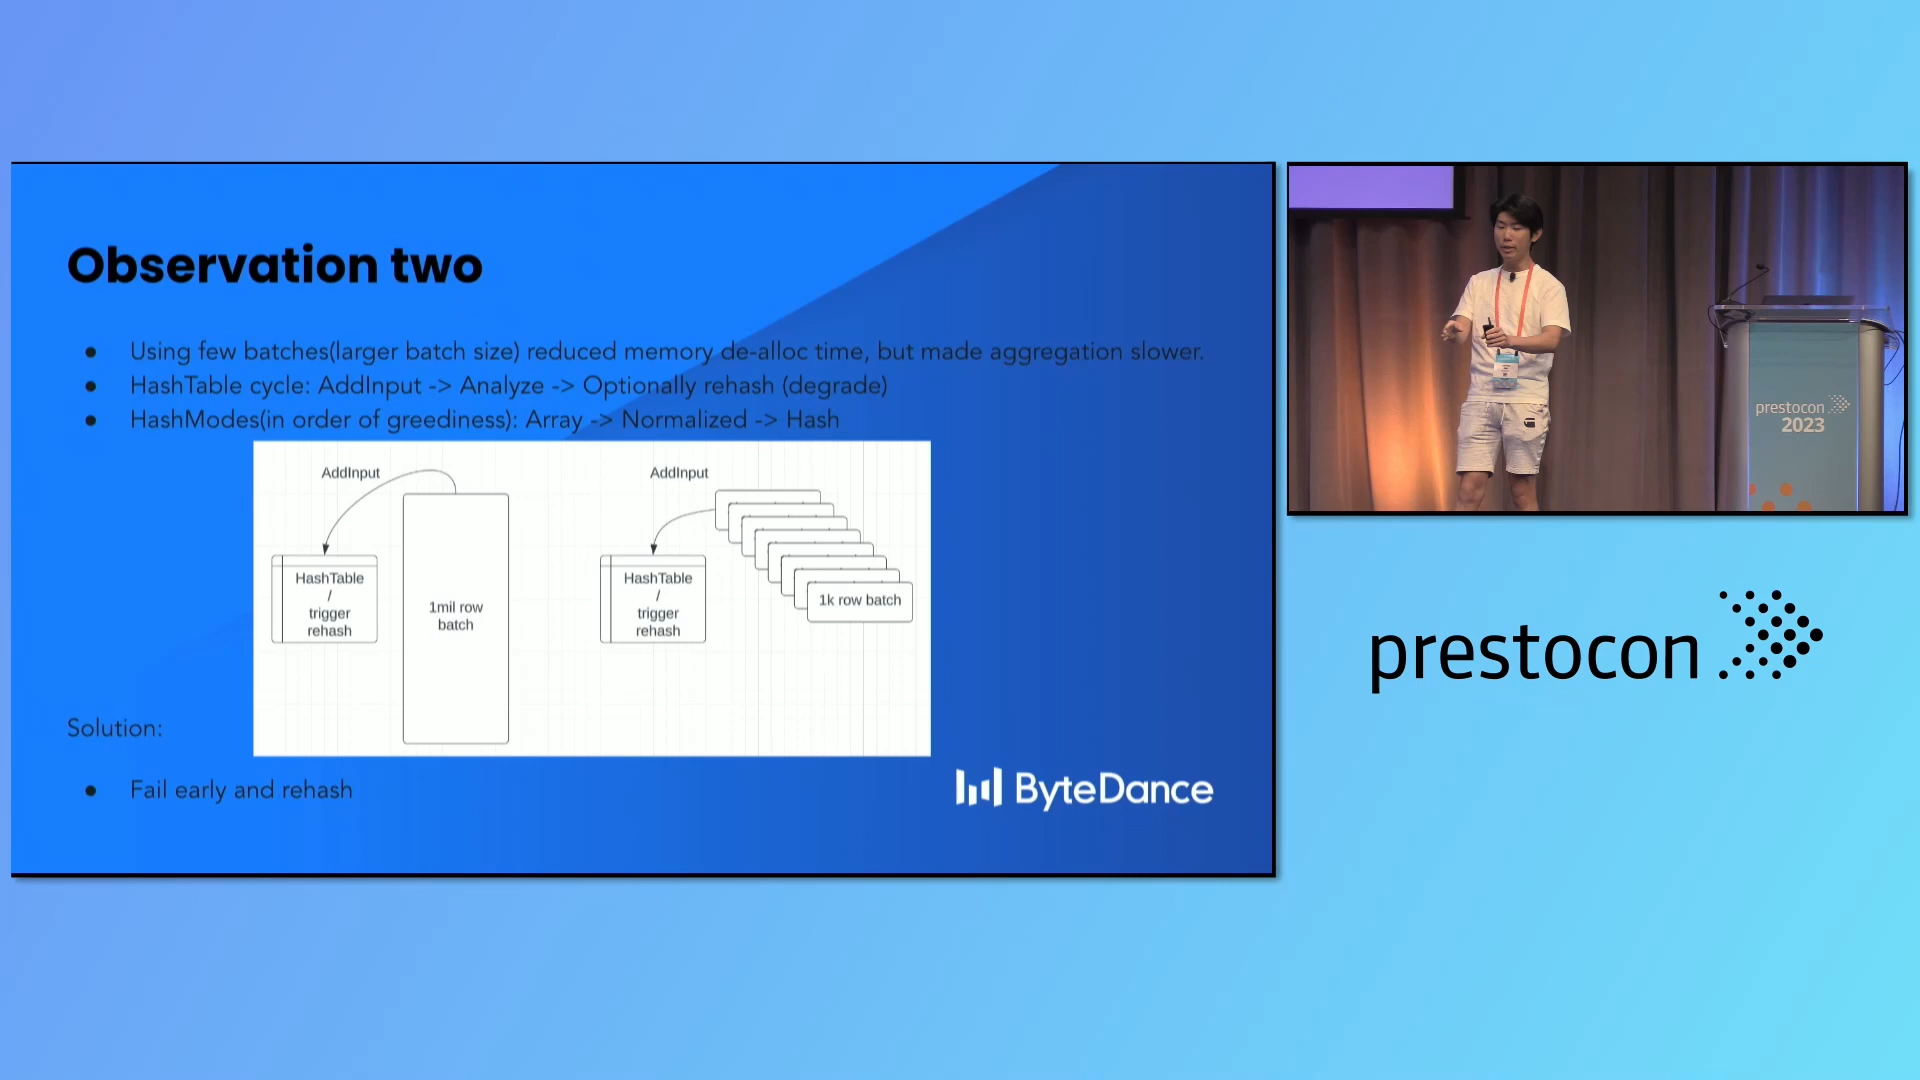 Observation two
Using few batches(larger batch size) reduced memory de-alloc time, but made aggregation slower.
HashTable cycle: AddInput -> Analyze -> Optionally rehash (degrade)
HashModes(in order of greediness): Array -> Normalized -> Hash
AddInput
HashTable
/
trigger
rehash
1mil row
batch
AddInput
HashTable
/
trigger
rehash
1k row batch
Solution:
Fail early and rehash
ByteDance
prestocon
2023
prestocon